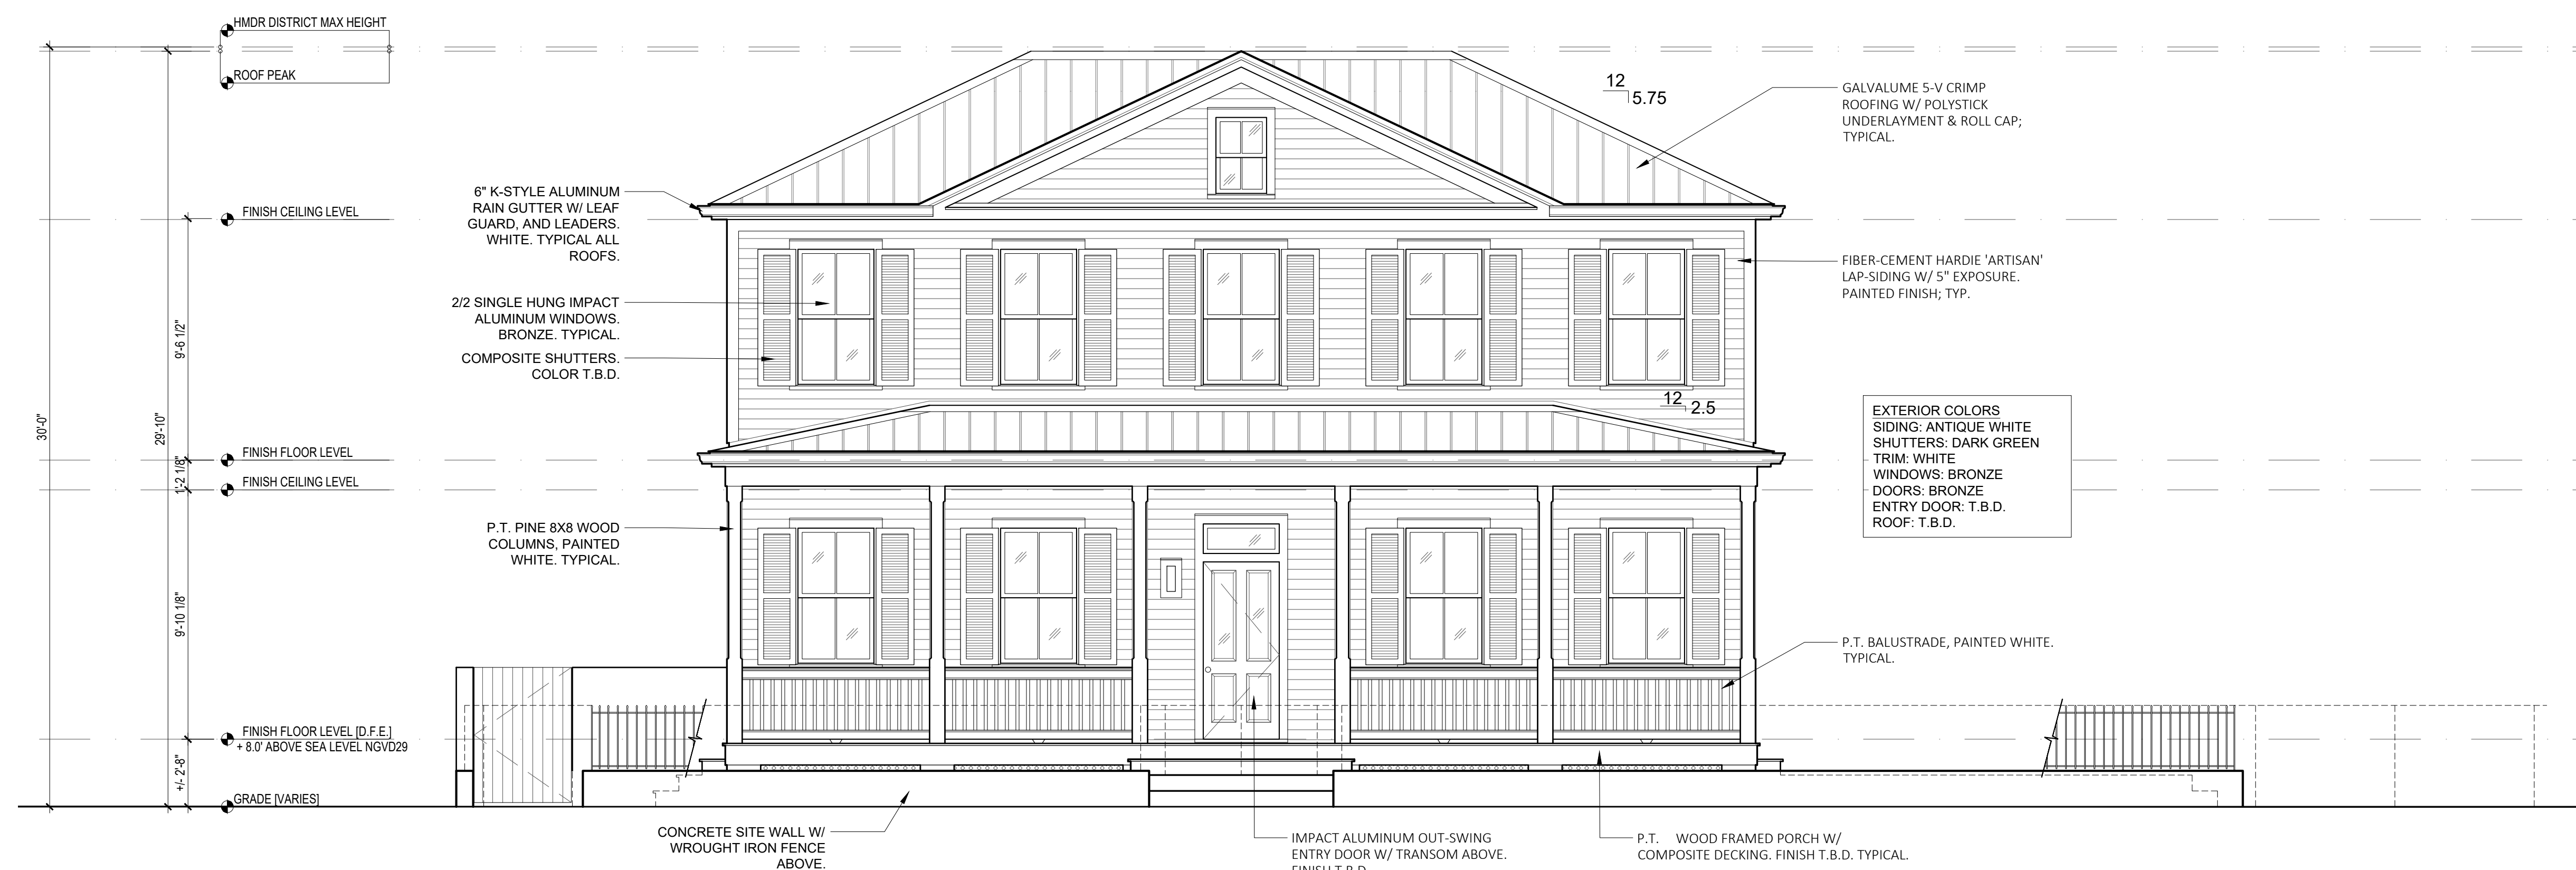 HMDR DISTRICT MAX HEIGHT
ROOF PEAK
FINISH CEILING LEVEL
FINISH FLOOR LEVEL
FINISH CEILING LEVEL
FINISH FLOOR LEVEL [D.F.E.]
+ 8.0' ABOVE SEA LEVEL NGVD29
GRADE [VARIES]
30'-0"
29'-10"
9'-6 1/2"
1'-2 1/8"
9'-10 1/8"
+/- 2'-8"
6" K-STYLE ALUMINUM
RAIN GUTTER W/ LEAF
GUARD, AND LEADERS.
WHITE. TYPICAL ALL
ROOFS.
2/2 SINGLE HUNG IMPACT
ALUMINUM WINDOWS.
BRONZE. TYPICAL.
COMPOSITE SHUTTERS.
COLOR T.B.D.
P.T. PINE 8X8 WOOD
COLUMNS, PAINTED
WHITE. TYPICAL.
CONCRETE SITE WALL W/
WROUGHT IRON FENCE
ABOVE.
12
5.75
12
2.5
GALVALUME 5-V CRIMP
ROOFING W/ POLYSTICK
UNDERLAYMENT & ROLL CAP;
TYPICAL.
FIBER-CEMENT HARDIE 'ARTISAN'
LAP-SIDING W/ 5" EXPOSURE.
PAINTED FINISH; TYP.
EXTERIOR COLORS
SIDING: ANTIQUE WHITE
SHUTTERS: DARK GREEN
TRIM: WHITE
WINDOWS: BRONZE
DOORS: BRONZE
ENTRY DOOR: T.B.D.
ROOF: T.B.D.
P.T. BALUSTRADE, PAINTED WHITE.
TYPICAL.
IMPACT ALUMINUM OUT-SWING
ENTRY DOOR W/ TRANSOM ABOVE.
FINISH T.B.D.
P.T. WOOD FRAMED PORCH W/
COMPOSITE DECKING. FINISH T.B.D. TYPICAL.